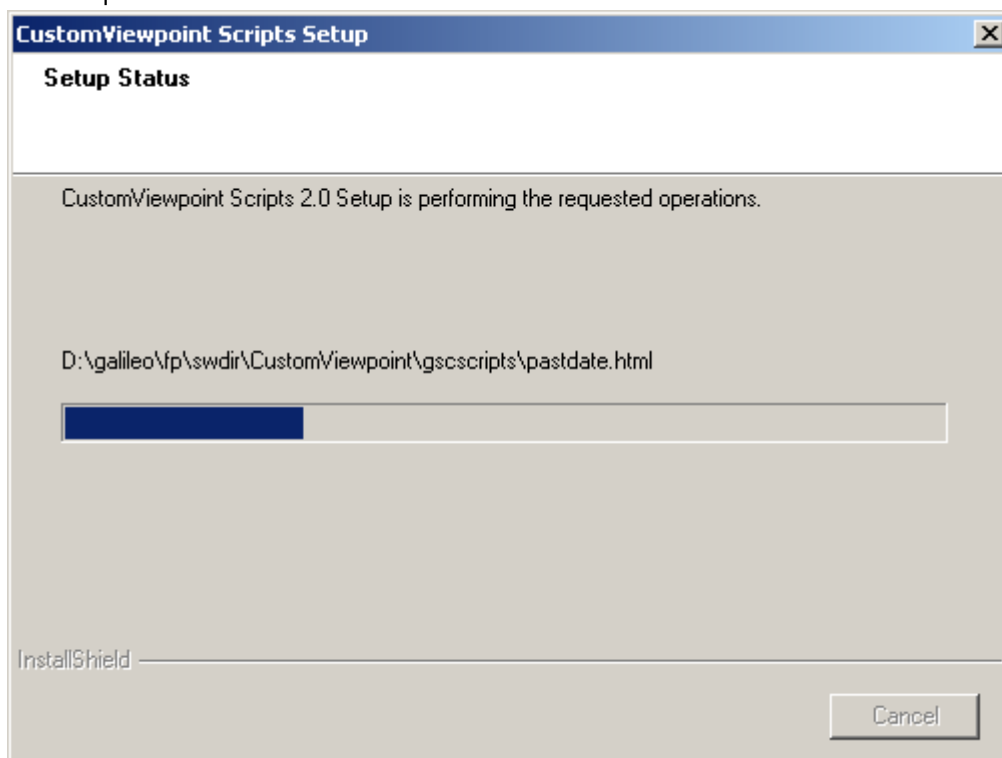 CustomViewpoint Scripts Setup
Setup Status
CustomViewpoint Scripts 2.0 Setup is performing the requested operations.
D:\galileo\fp\swdir\CustomViewpoint\gscscripts\pastdate.html
InstallShield
Cancel